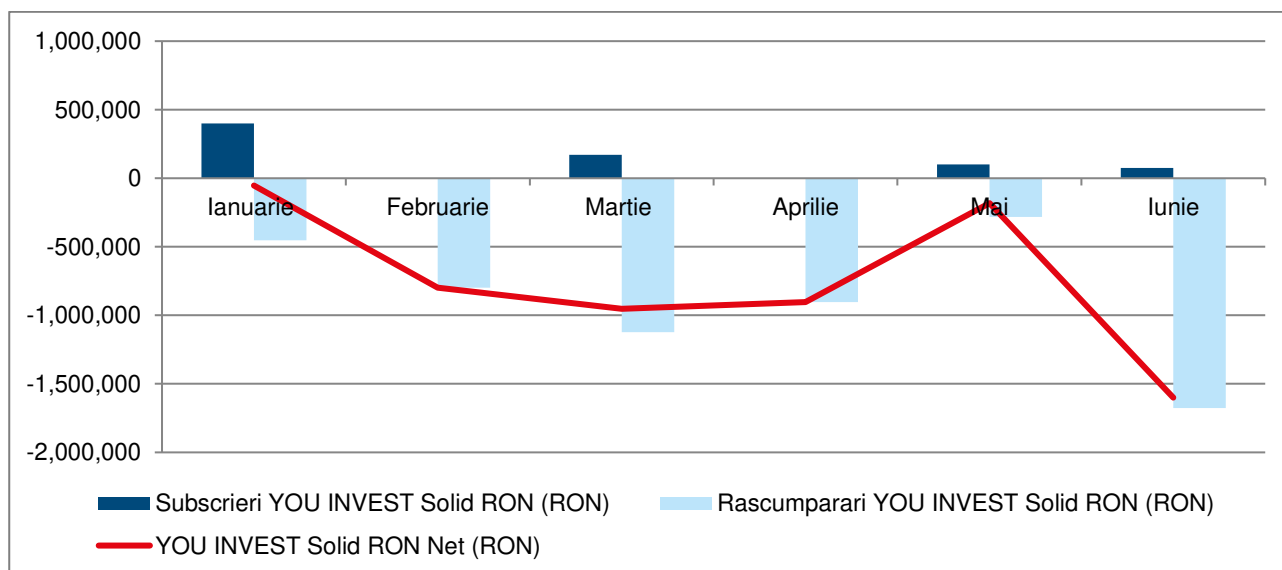 1,000,000
500,000
0
-500,000
-1,000,000
-1,500,000
-2,000,000
Ianuarie Februarie Martie Aprilie Mai Iunie
Subscrieri YOU INVEST Solid RON (RON) Rascumparari YOU INVEST Solid RON (RON)
YOU INVEST Solid RON Net (RON)